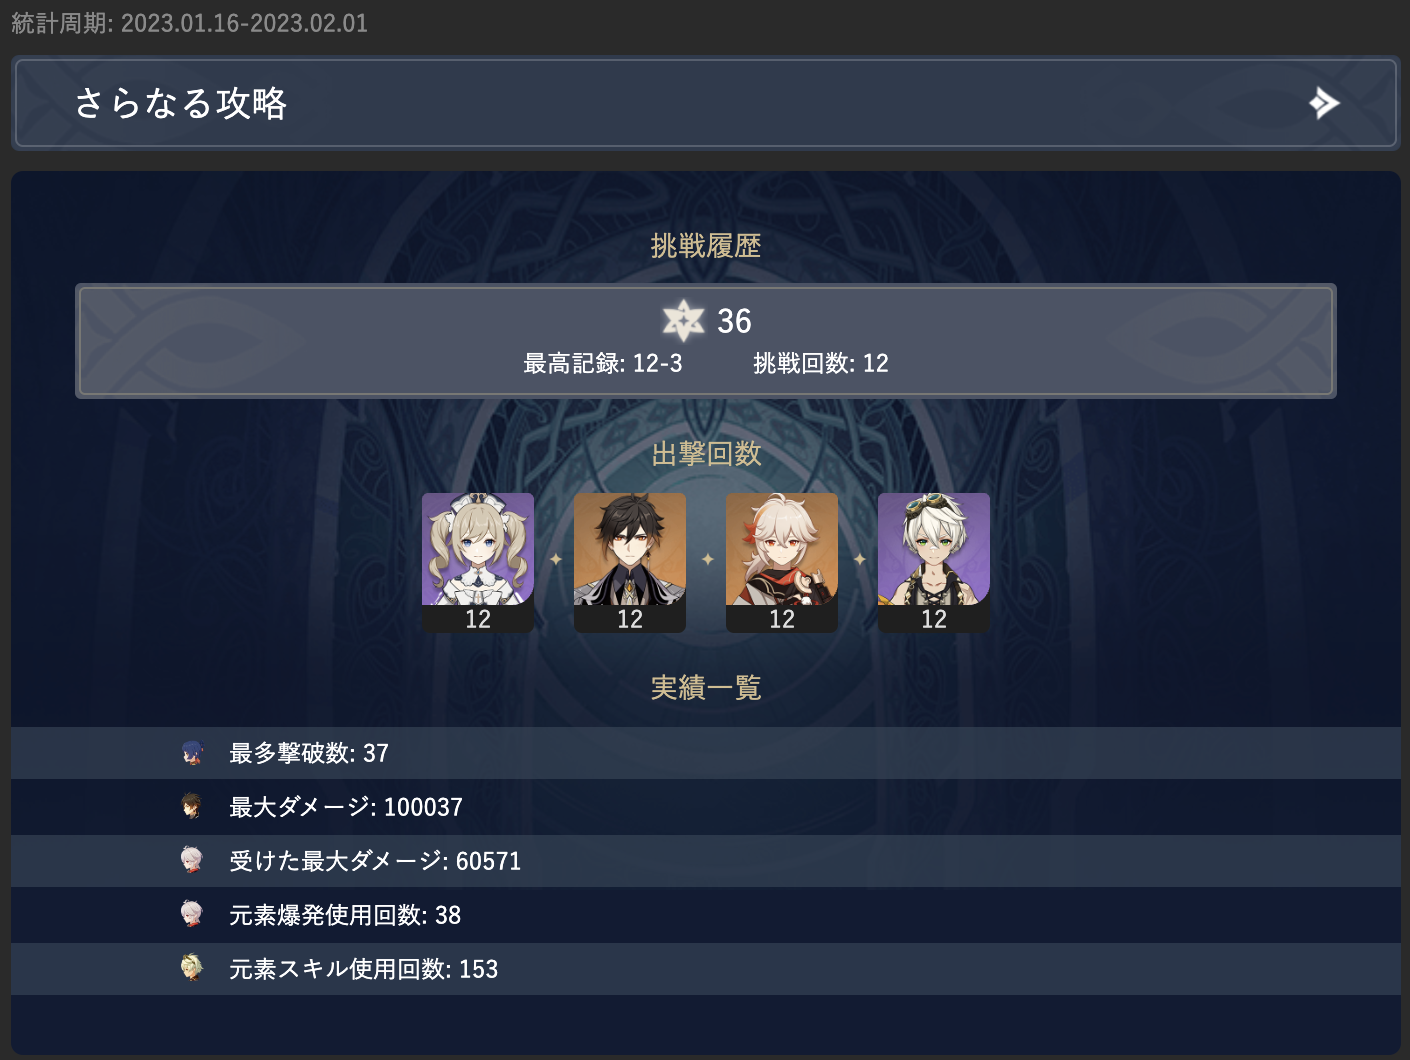 統計周期: 2023.01.16-2023.02.01
さらなる攻略
挑戦履歴
36
最高記録: 12-3 挑戦回数: 12
出撃回数
12 12 12 12
実績一覧
最多撃破数: 37
最大ダメージ: 100037
受けた最大ダメージ: 60571
元素爆発使用回数: 38
元素スキル使用回数: 153